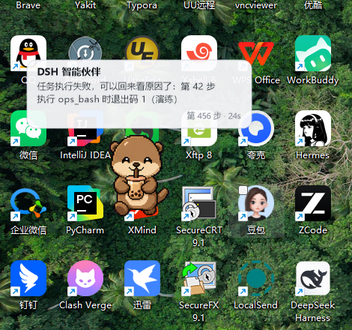 Brave Yakit Typora UU远程 vncviewer 优酷
DSH 智能伙伴
任务执行失败，可以回来看原因了：第 42 步
执行 ops_bash 时退出码 1（演练）
第 456 步 · 24s
Office WorkBuddy
微信 IntelliJ IDEA Xftp 8 夸克 Hermes
企业微信 PyCharm XMind SecureCRT 豆包 ZCode
9.1
钉钉 Clash Verge 迅雷 SecureFX LocalSend DeepSeek
9.1 Harness